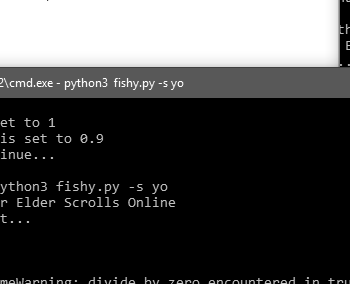 2\cmd.exe - python3 fishy.py -s yo
et to 1
is set to 0.9
inue...
ython3 fishy.py -s yo
r Elder Scrolls Online
t...
meWarning: divide by zero encountered in tru